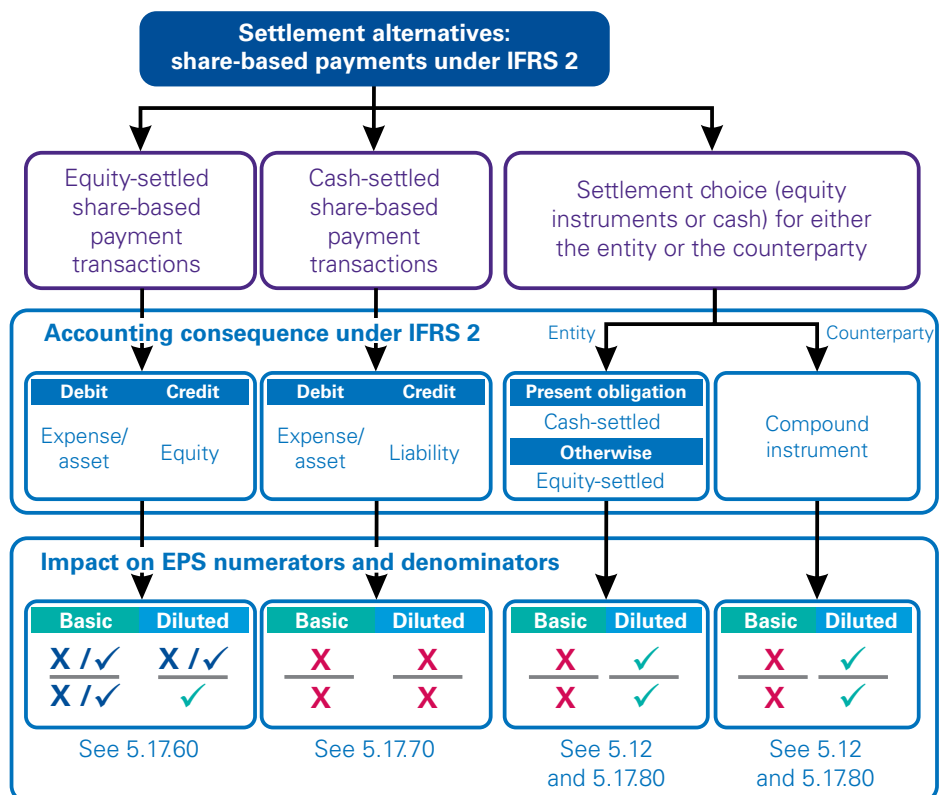 Settlement alternatives:
share-based payments under IFRS 2
Equity-settled
share-based
payment
transactions
Cash-settled
share-based
payment
transactions
Settlement choice (equity
instruments or cash) for either
the entity or the counterparty
Accounting consequence under IFRS 2
Entity
Counterparty
Debit Credit
Expense/
asset
Equity
Debit Credit
Expense/
asset
Liability
Present obligation
Cash-settled
Otherwise
Equity-settled
Compound
instrument
Impact on EPS numerators and denominators
Basic Diluted
X / ✓ X / ✓
X / ✓ ✓
See 5.17.60
Basic Diluted
X X
X X
See 5.17.70
Basic Diluted
X ✓
X ✓
See 5.12
and 5.17.80
Basic Diluted
X ✓
X ✓
See 5.12
and 5.17.80